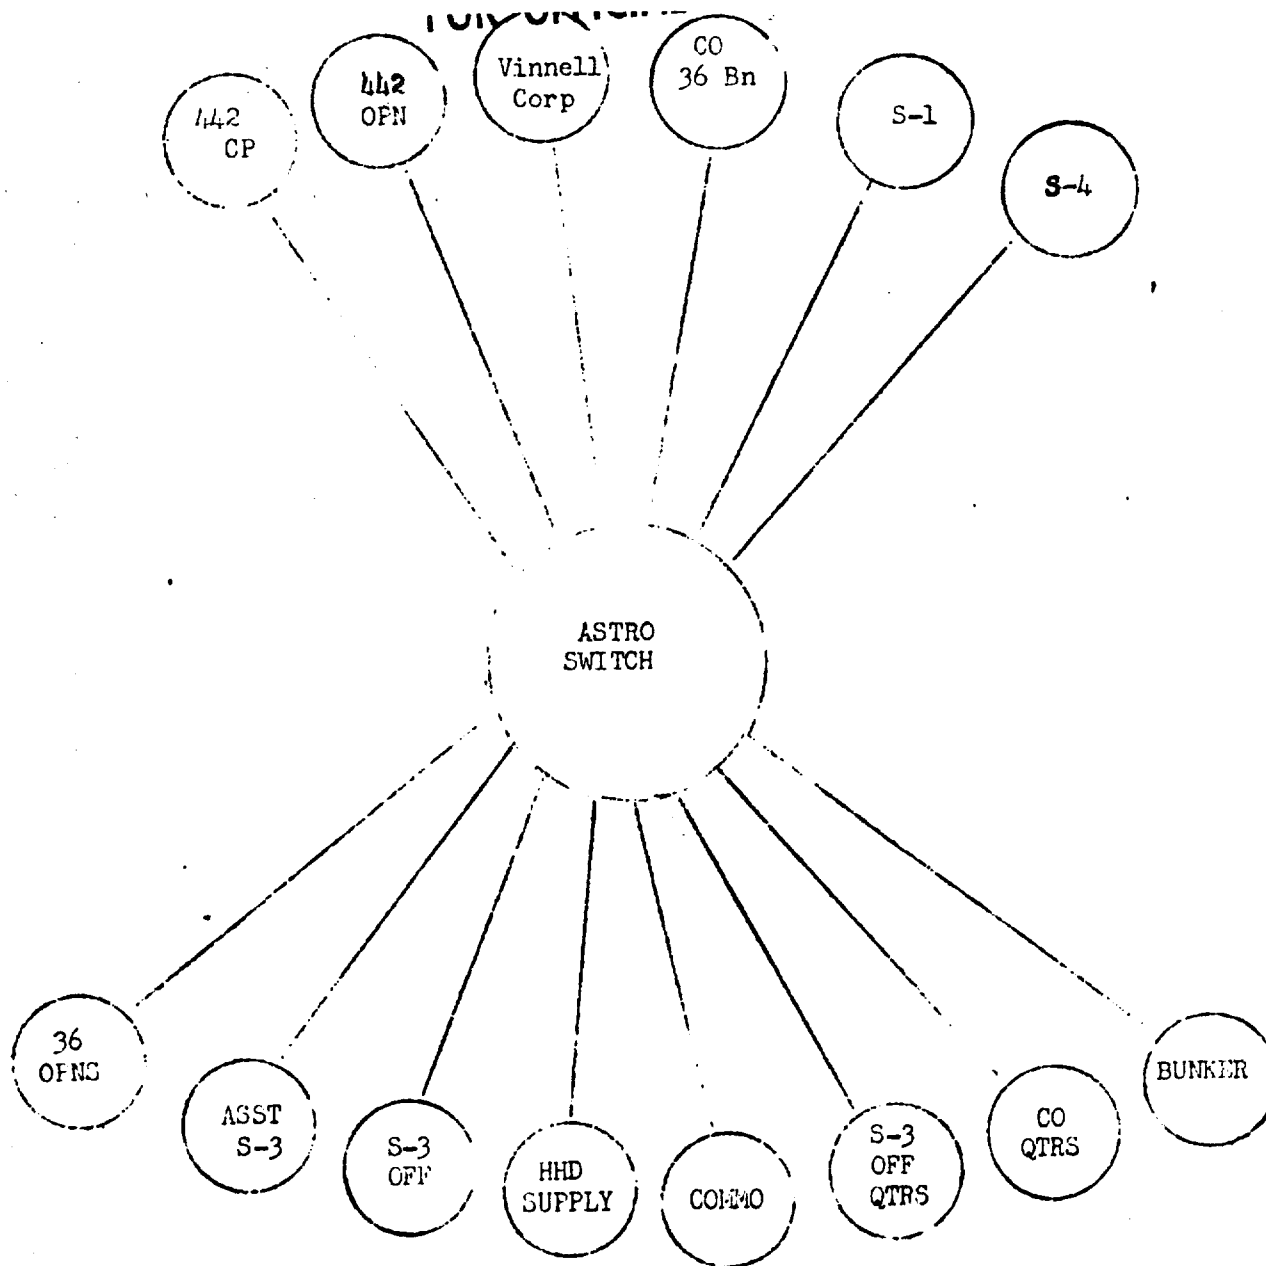 442
CP
442
OPN
Vinnell
Corp
CO
36 Bn
S-1
S-4
ASTRO
SWITCH
36
OPNS
ASST
S-3
S-3
OFF
HHD
SUPPLY
COMMO
S-3
OFF
QTRS
CO
QTRS
BUNKER